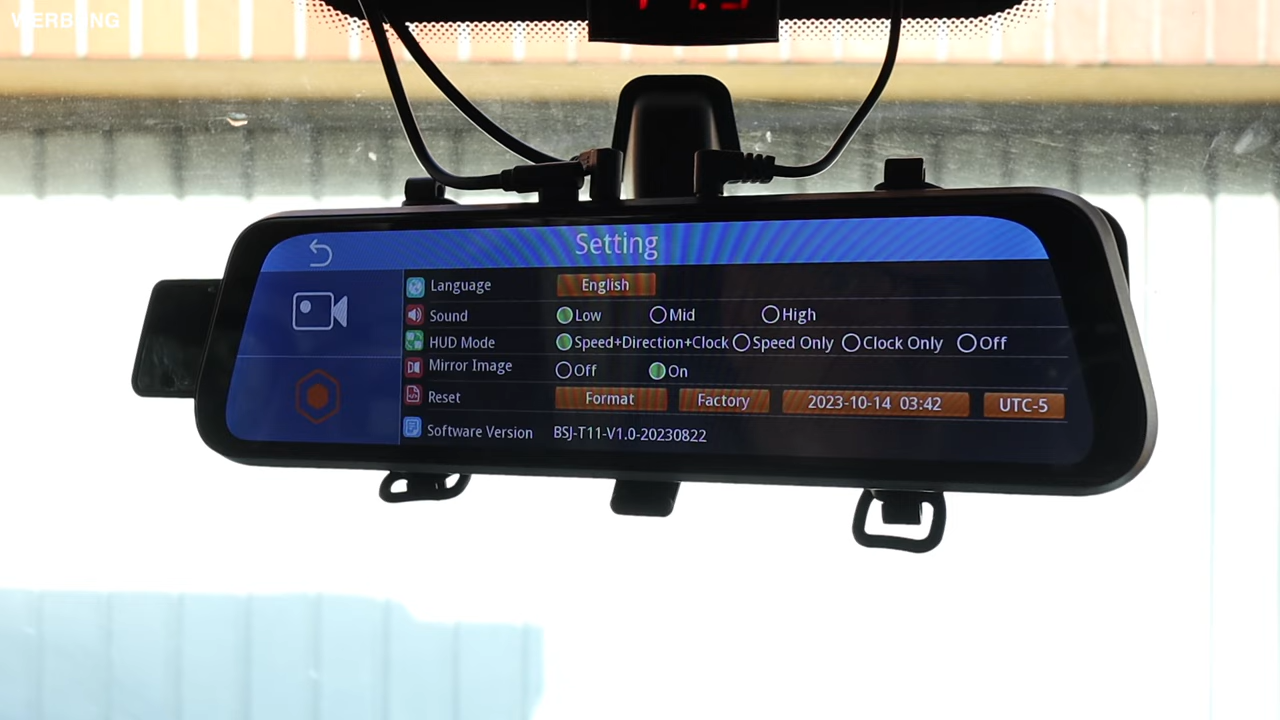 WERBUNG
Setting
Language English
Sound Low Mid High
HUD Mode Speed+Direction+Clock Speed Only Clock Only Off
Mirror Image Off On
Reset Format Factory 2023-10-14 03:42 UTC-5
Software Version BSJ-T11-V1.0-20230822